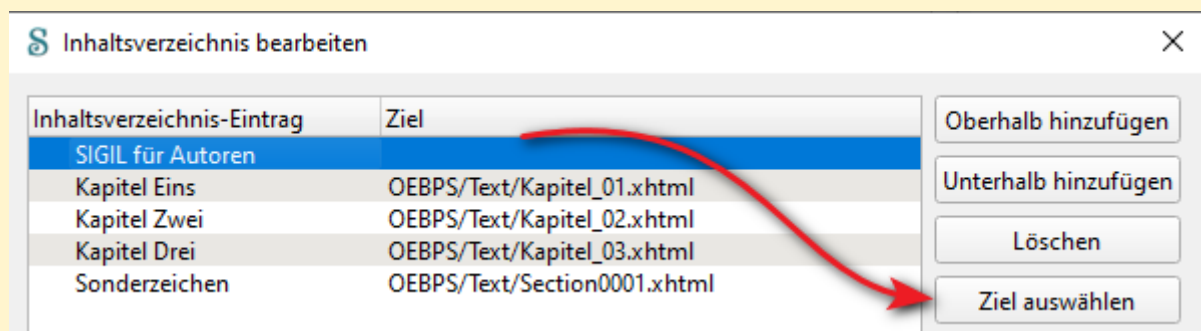 Inhaltsverzeichnis bearbeiten
Inhaltsverzeichnis-Eintrag Ziel
SIGIL für Autoren
Kapitel Eins OEBPS/Text/Kapitel_01.xhtml
Kapitel Zwei OEBPS/Text/Kapitel_02.xhtml
Kapitel Drei OEBPS/Text/Kapitel_03.xhtml
Sonderzeichen OEBPS/Text/Section0001.xhtml
Oberhalb hinzufügen
Unterhalb hinzufügen
Löschen
Ziel auswählen